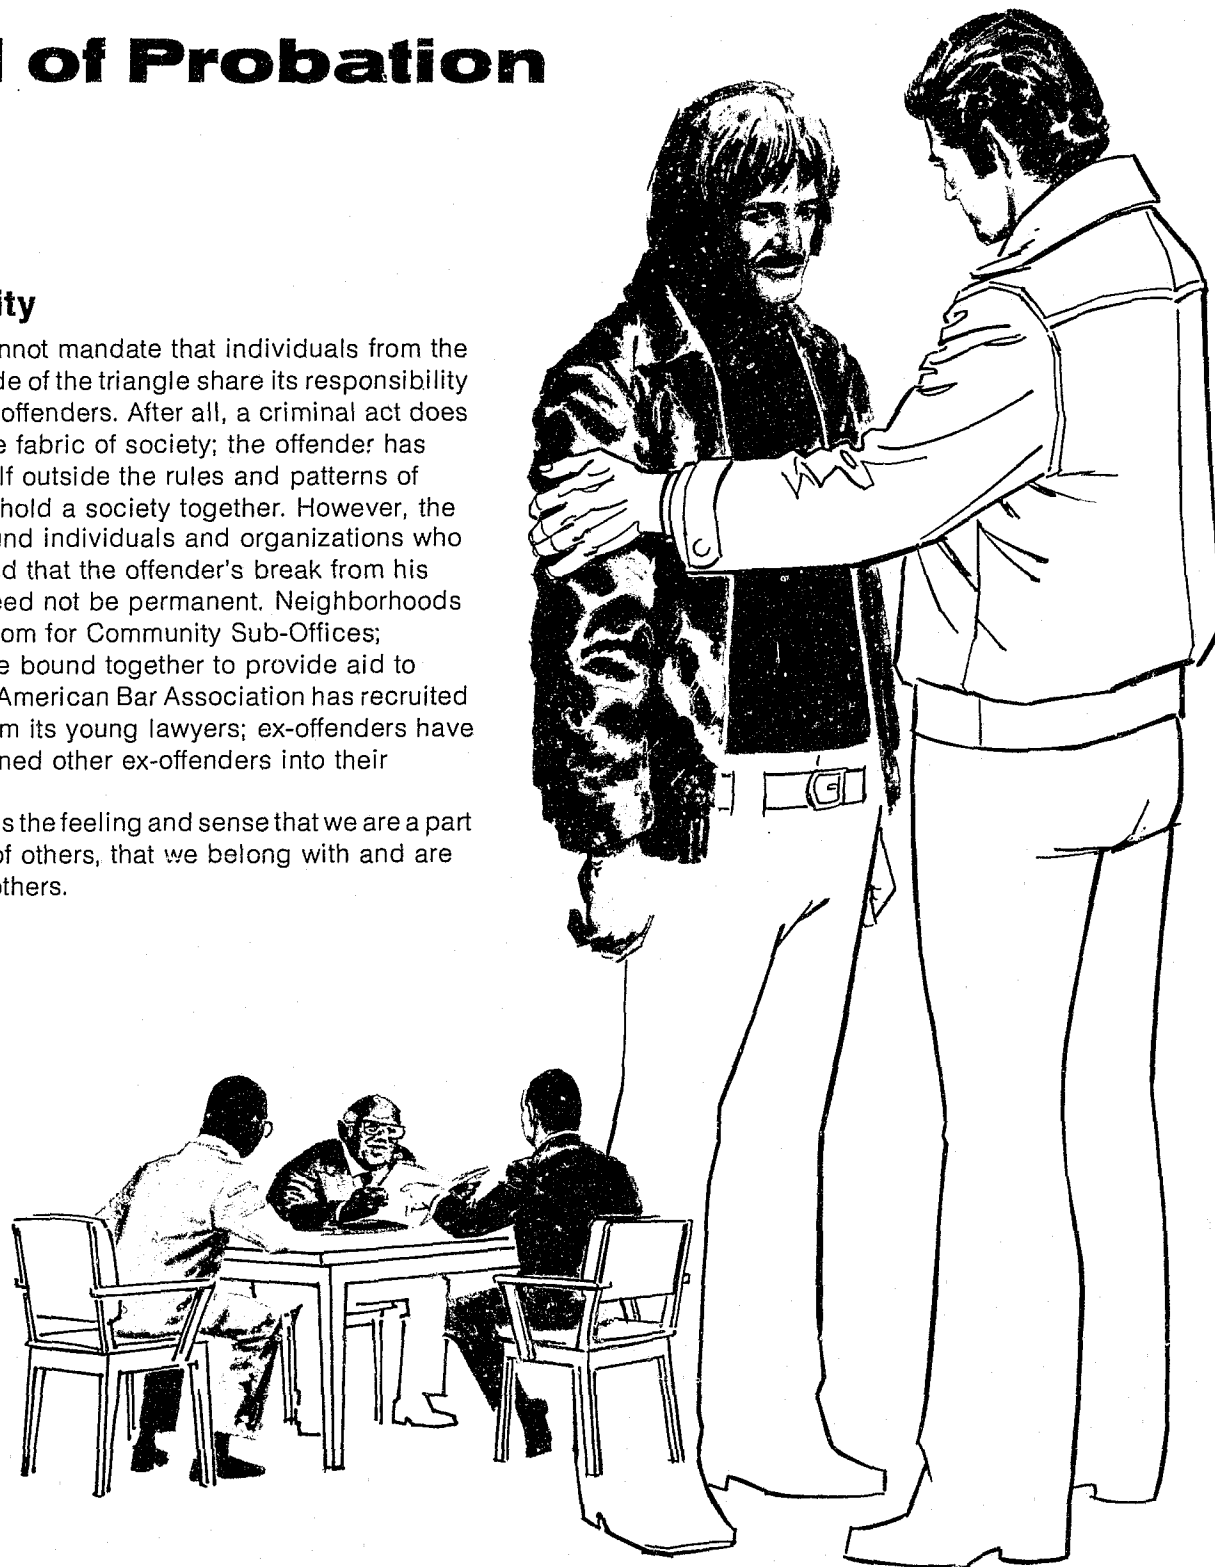 of Probation
ity
nnot mandate that individuals from the
de of the triangle share its responsibility
offenders. After all, a criminal act does
e fabric of society; the offender has
lf outside the rules and patterns of
hold a society together. However, the
und individuals and organizations who
d that the offender's break from his
eed not be permanent. Neighborhoods
om for Community Sub-Offices;
e bound together to provide aid to
American Bar Association has recruited
m its young lawyers; ex-offenders have
ned other ex-offenders into their
s the feeling and sense that we are a part
of others, that we belong with and are
others.